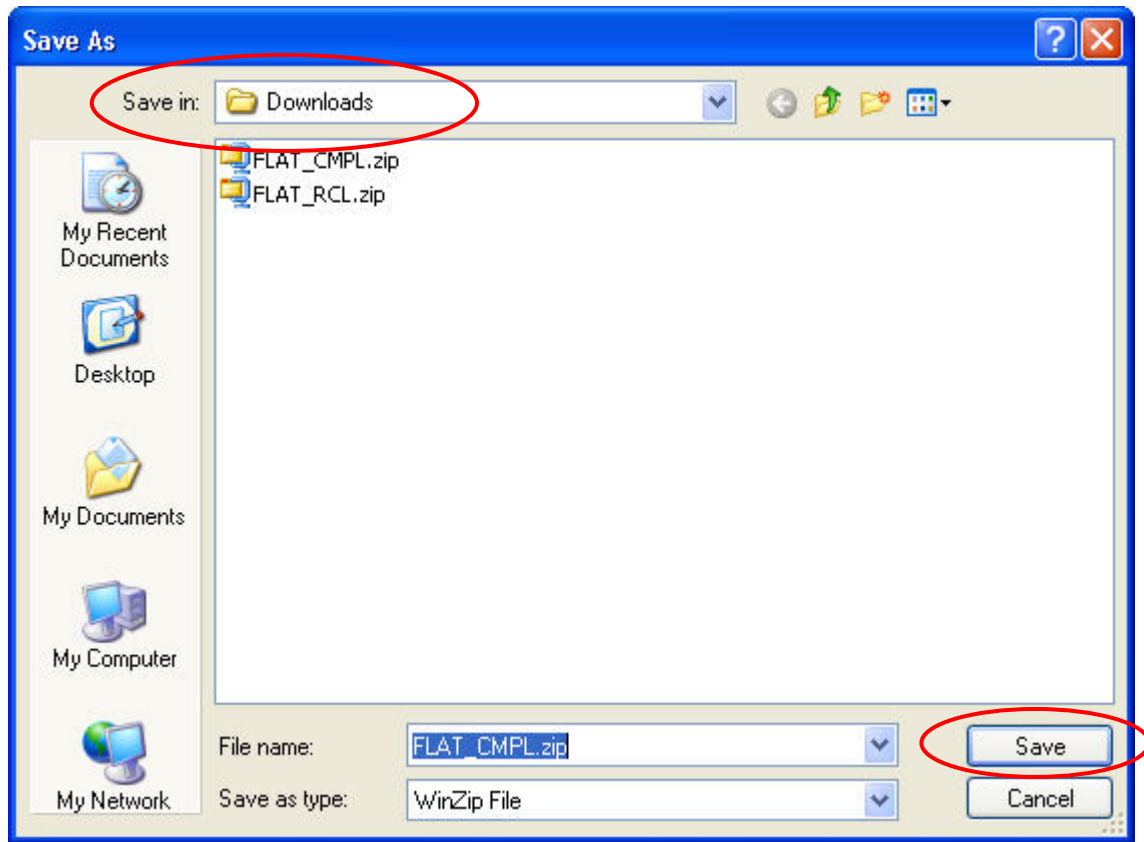 Save As
Save in:
Downloads
FLAT_CMPL.zip
FLAT_RCL.zip
My Recent
Documents
Desktop
My Documents
My Computer
My Network
File name:
FLAT_CMPL.zip
Save
Save as type:
WinZip File
Cancel